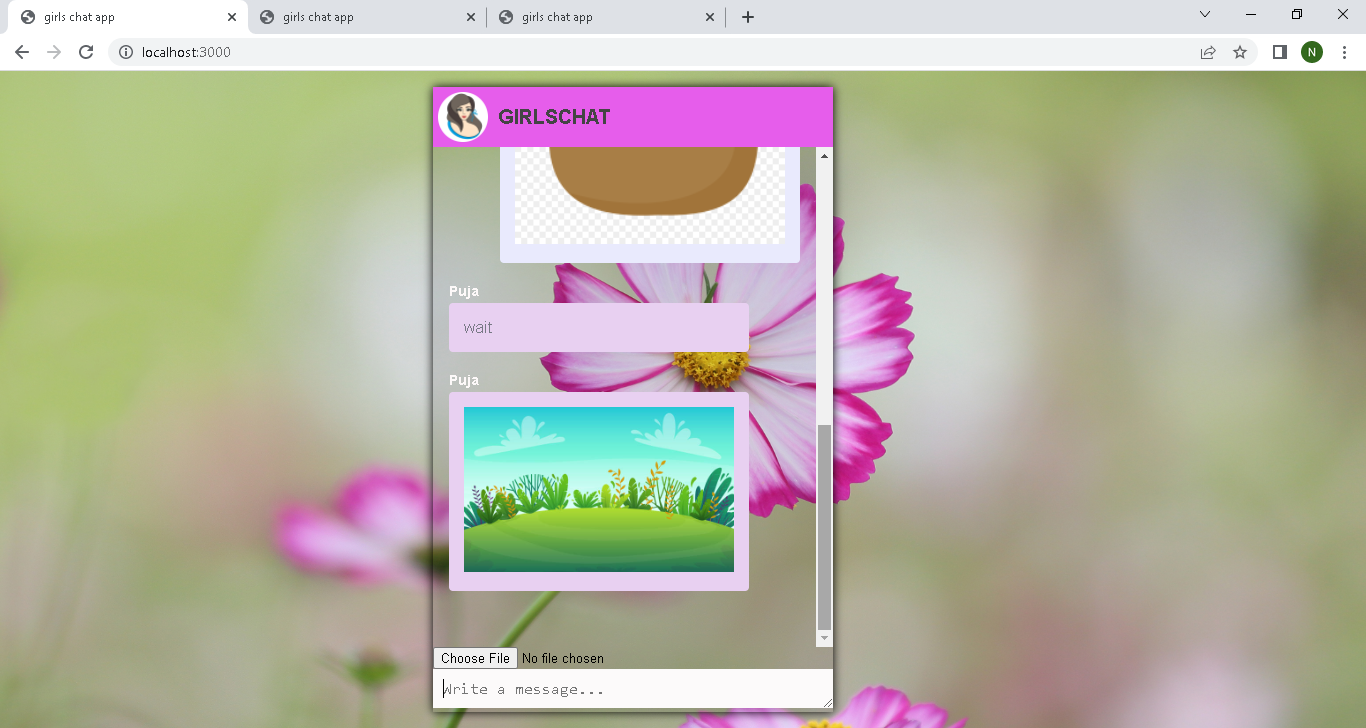 girls chat app
girls chat app
girls chat app
localhost:3000
N
GIRLSCHAT
Puja
wait
Puja
Choose File No file chosen
Write a message...